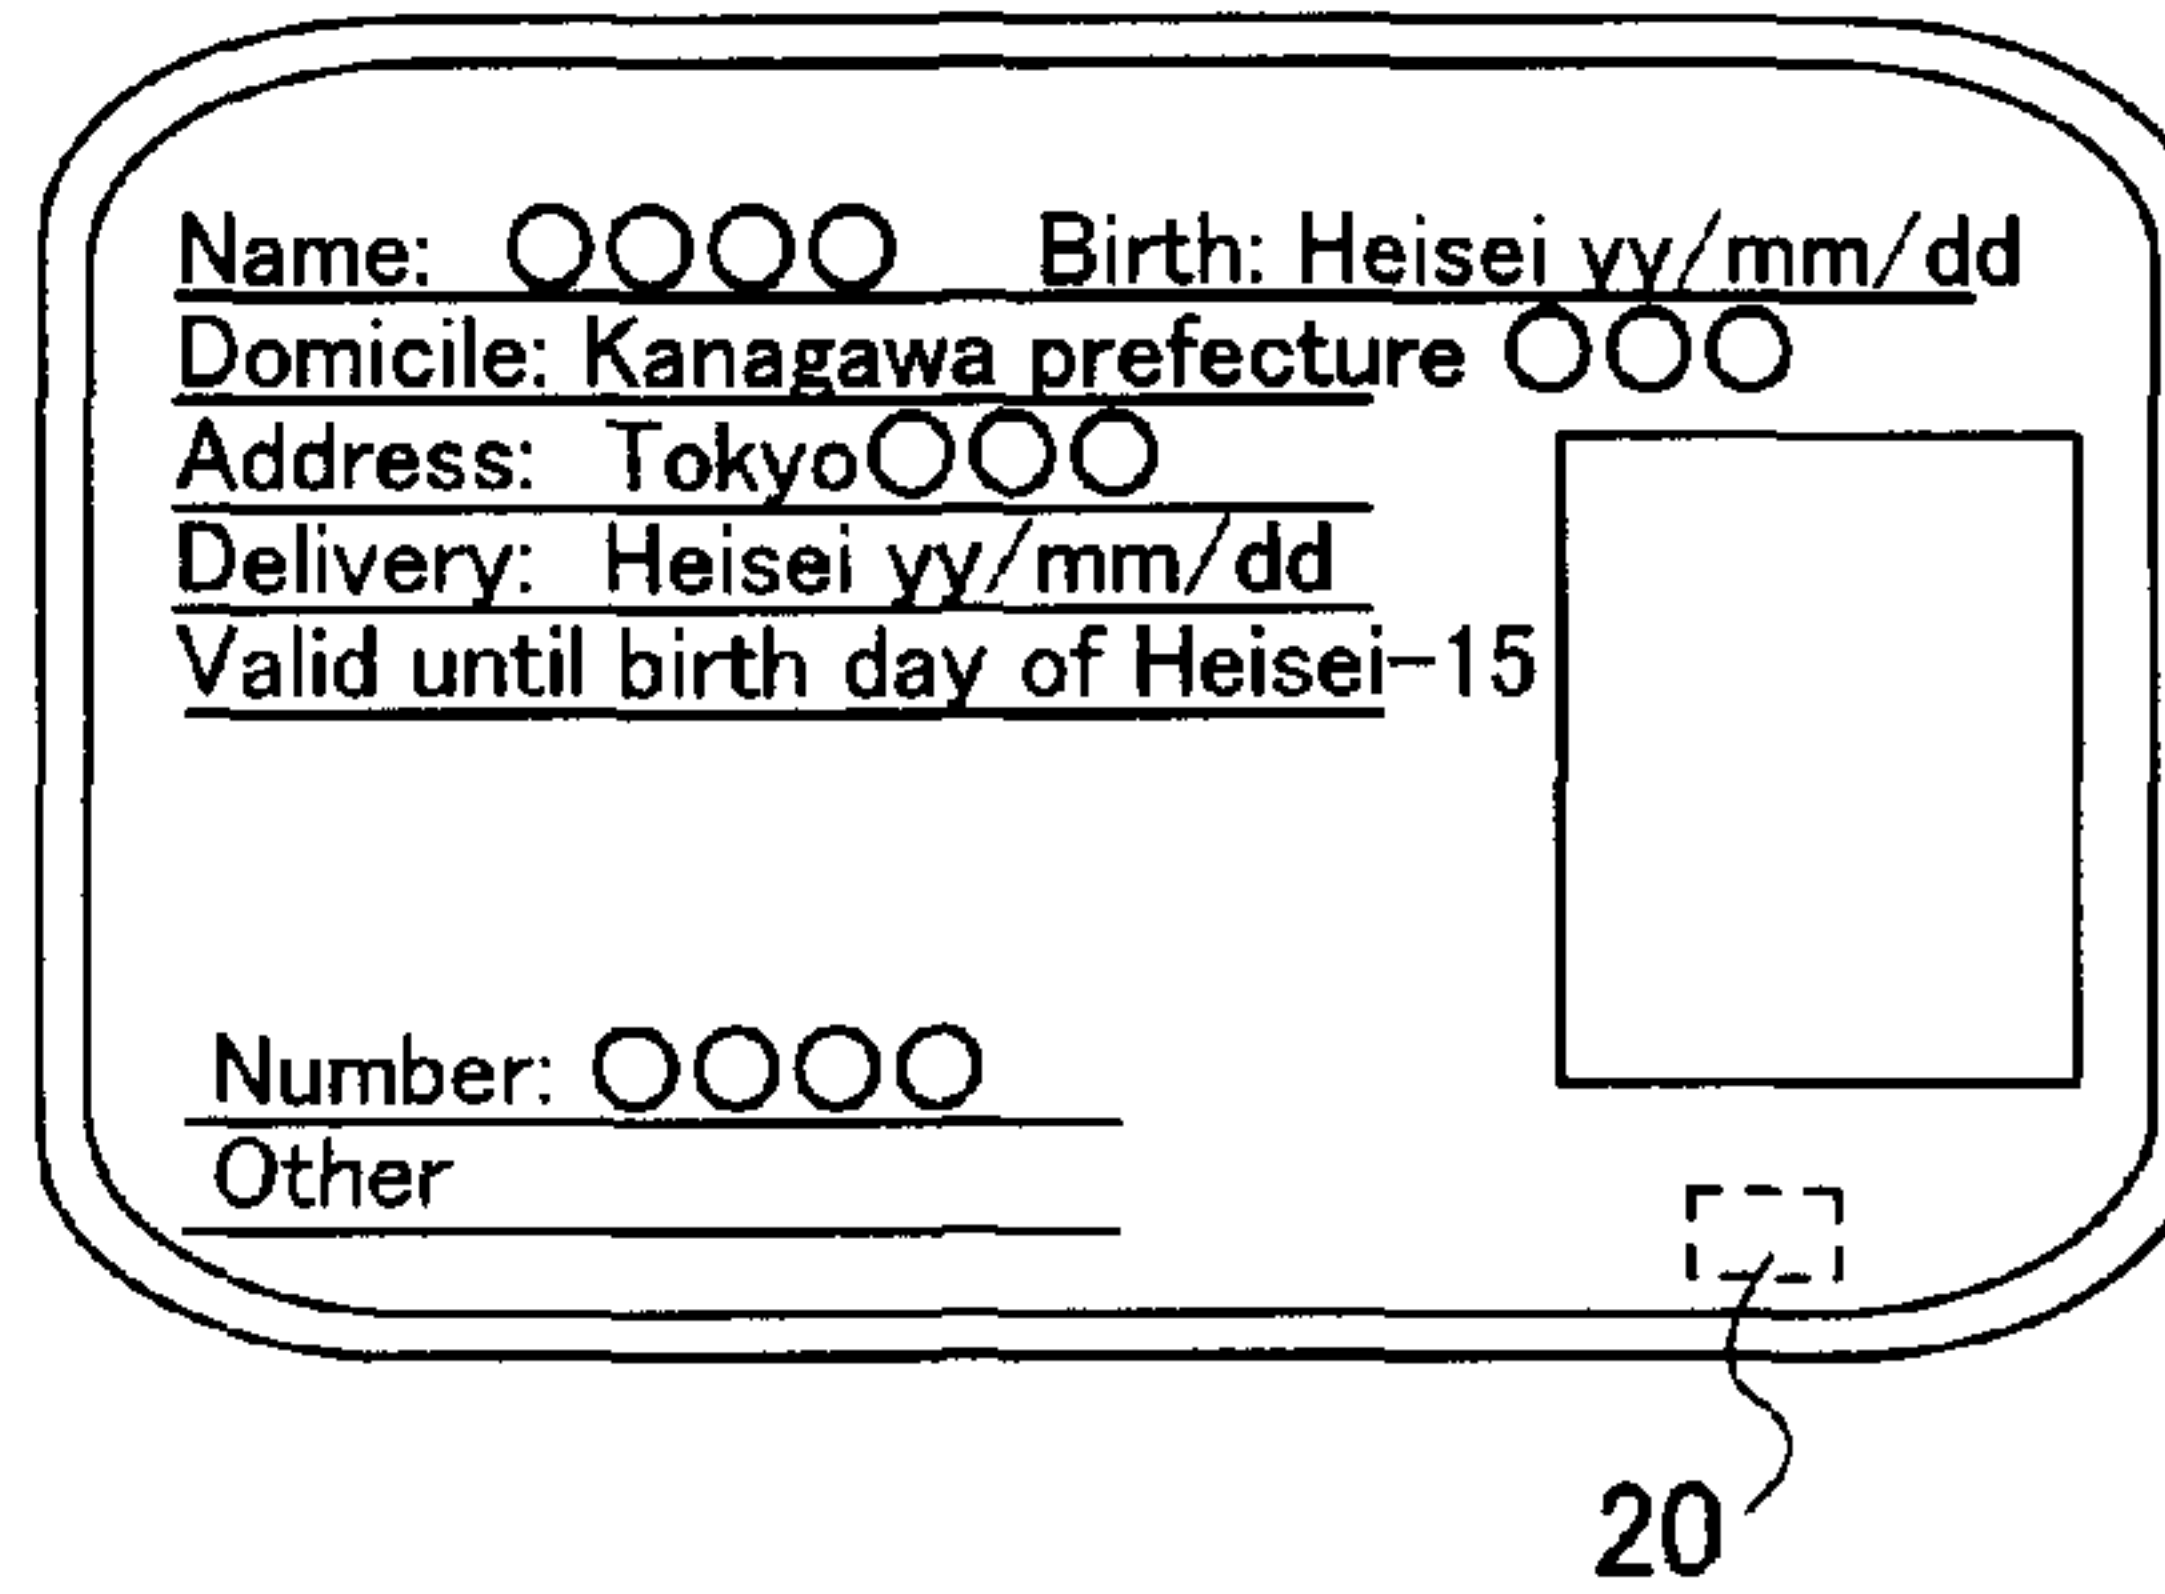 Name: ○○○○ Birth: Heisei yy/mm/dd
Domicile: Kanagawa prefecture ○○○
Address: Tokyo○○○
Delivery: Heisei yy/mm/dd
Valid until birth day of Heisei-15
Number: ○○○○
Other
20